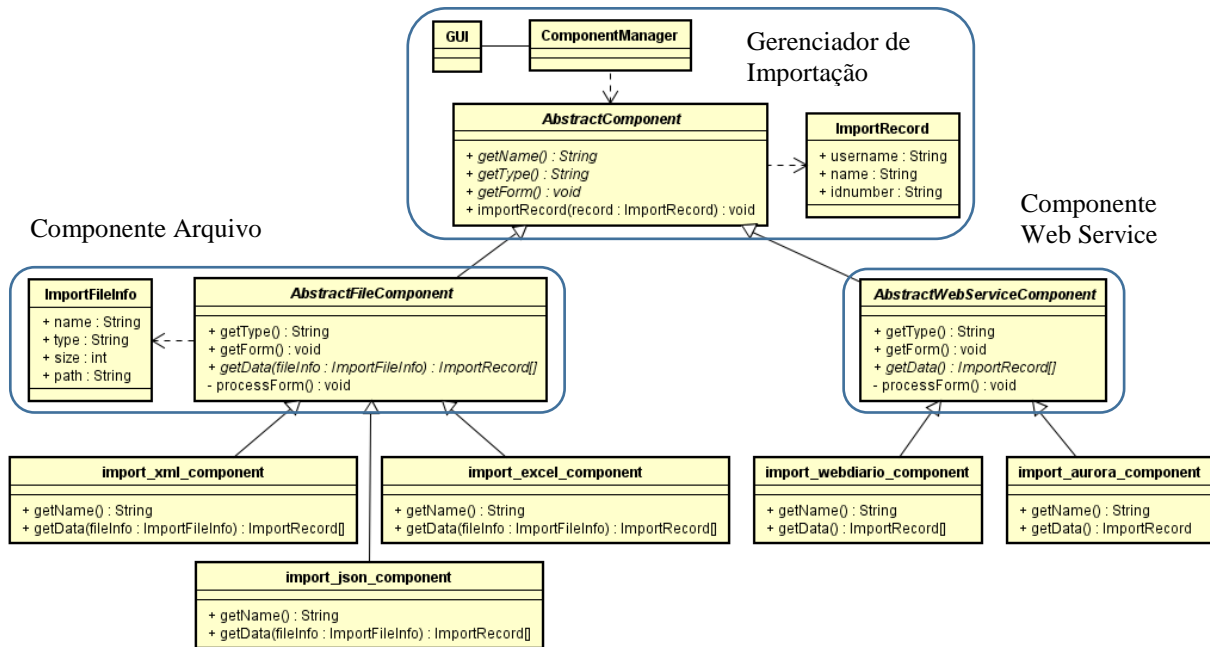 GUI
ComponentManager
Gerenciador de
Importação
AbstractComponent
+ getName() : String
+ getType() : String
+ getForm() : void
+ importRecord(record : ImportRecord) : void
ImportRecord
+ username : String
+ name : String
+ idnumber : String
Componente Arquivo
Componente
Web Service
ImportFileInfo
+ name : String
+ type : String
+ size : int
+ path : String
AbstractFileComponent
+ getType() : String
+ getForm() : void
+ getData(fileInfo : ImportFileInfo) : ImportRecord[]
- processForm() : void
AbstractWebServiceComponent
+ getType() : String
+ getForm() : void
+ getData() : ImportRecord[]
- processForm() : void
import_xml_component
+ getName() : String
+ getData(fileInfo : ImportFileInfo) : ImportRecord[]
import_excel_component
+ getName() : String
+ getData(fileInfo : ImportFileInfo) : ImportRecord[]
import_webdiario_component
+ getName() : String
+ getData() : ImportRecord[]
import_aurora_component
+ getName() : String
+ getData() : ImportRecord
import_json_component
+ getName() : String
+ getData(fileInfo : ImportFileInfo) : ImportRecord[]